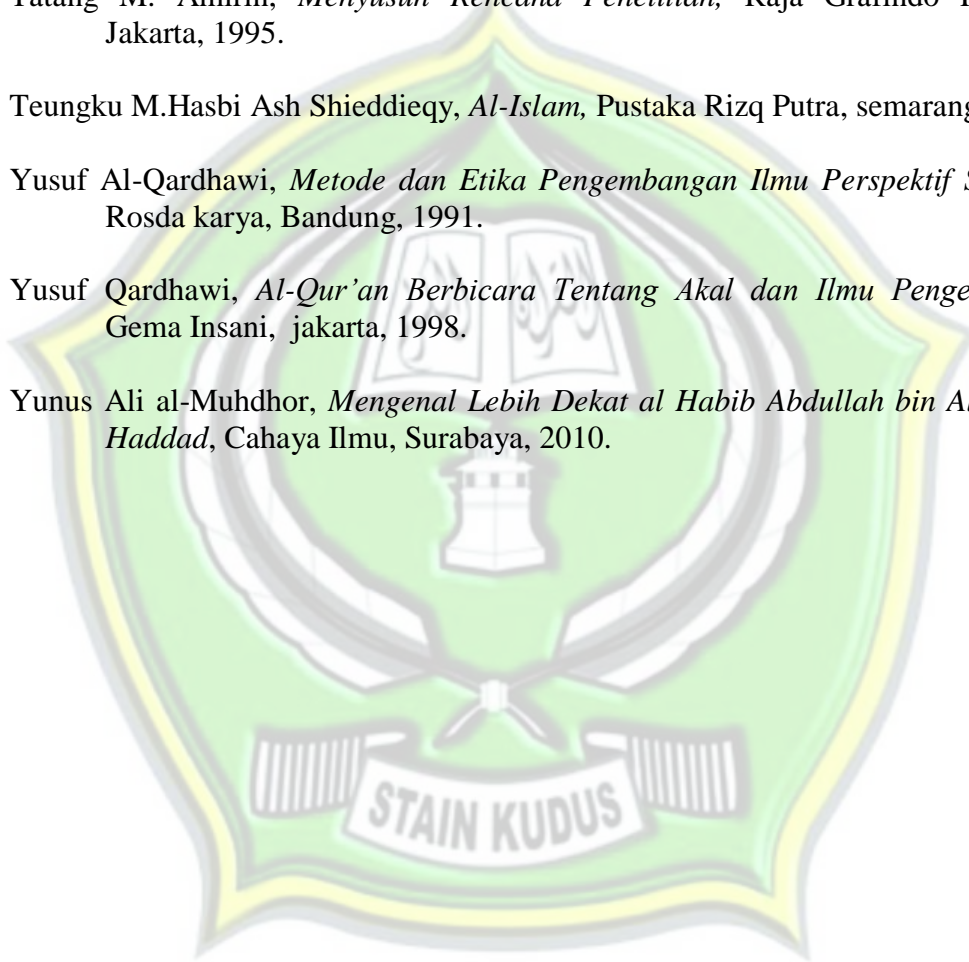 Jakarta, 1995.
Teungku M.Hasbi Ash Shieddieqy, Al-Islam, Pustaka Rizq Putra, semarang
Yusuf Al-Qardhawi, Metode dan Etika Pengembangan Ilmu Perspektif
Rosda karya, Bandung, 1991.
Yusuf Qardhawi, Al-Qur’an Berbicara Tentang Akal dan Ilmu
Gema Insani, jakarta, 1998.
Yunus Ali al-Muhdhor, Mengenal Lebih Dekat al Habib Abdullah bin
Haddad, Cahaya Ilmu, Surabaya, 2010.
STAIN KUDUS